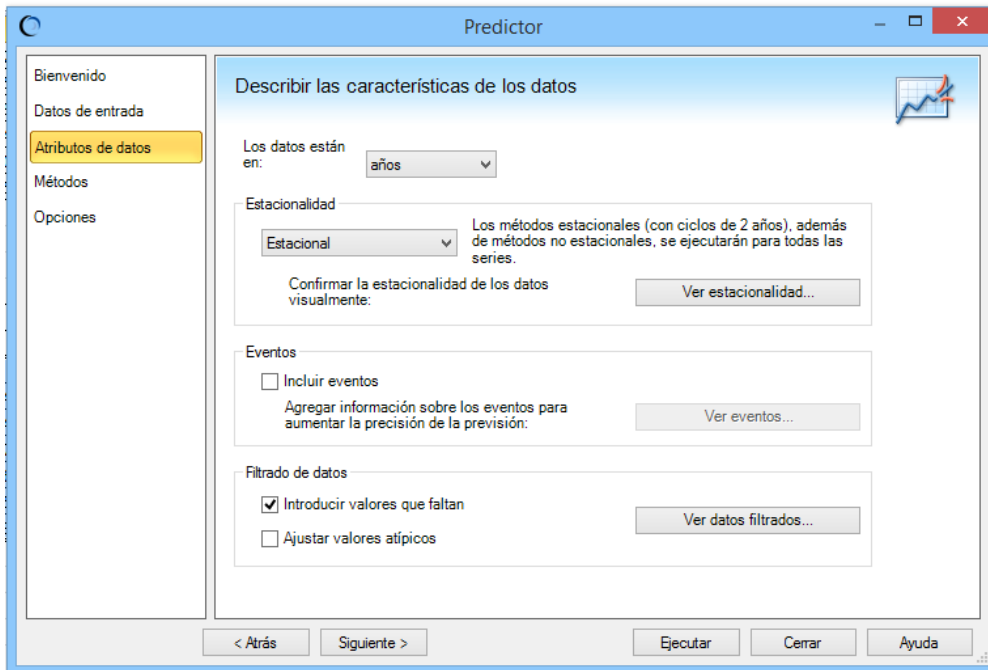 Predictor
Bienvenido
Datos de entrada
Atributos de datos
Métodos
Opciones
Describir las características de los datos
Los datos están
en:
años
Estacionalidad
Estacional
Los métodos estacionales (con ciclos de 2 años), además
de métodos no estacionales, se ejecutarán para todas las
series.
Confirmar la estacionalidad de los datos
visualmente:
Ver estacionalidad...
Eventos
Incluir eventos
Agregar información sobre los eventos para
aumentar la precisión de la previsión:
Ver eventos...
Filtrado de datos
Introducir valores que faltan
Ajustar valores atípicos
Ver datos filtrados...
< Atrás
Siguiente >
Ejecutar
Cerrar
Ayuda